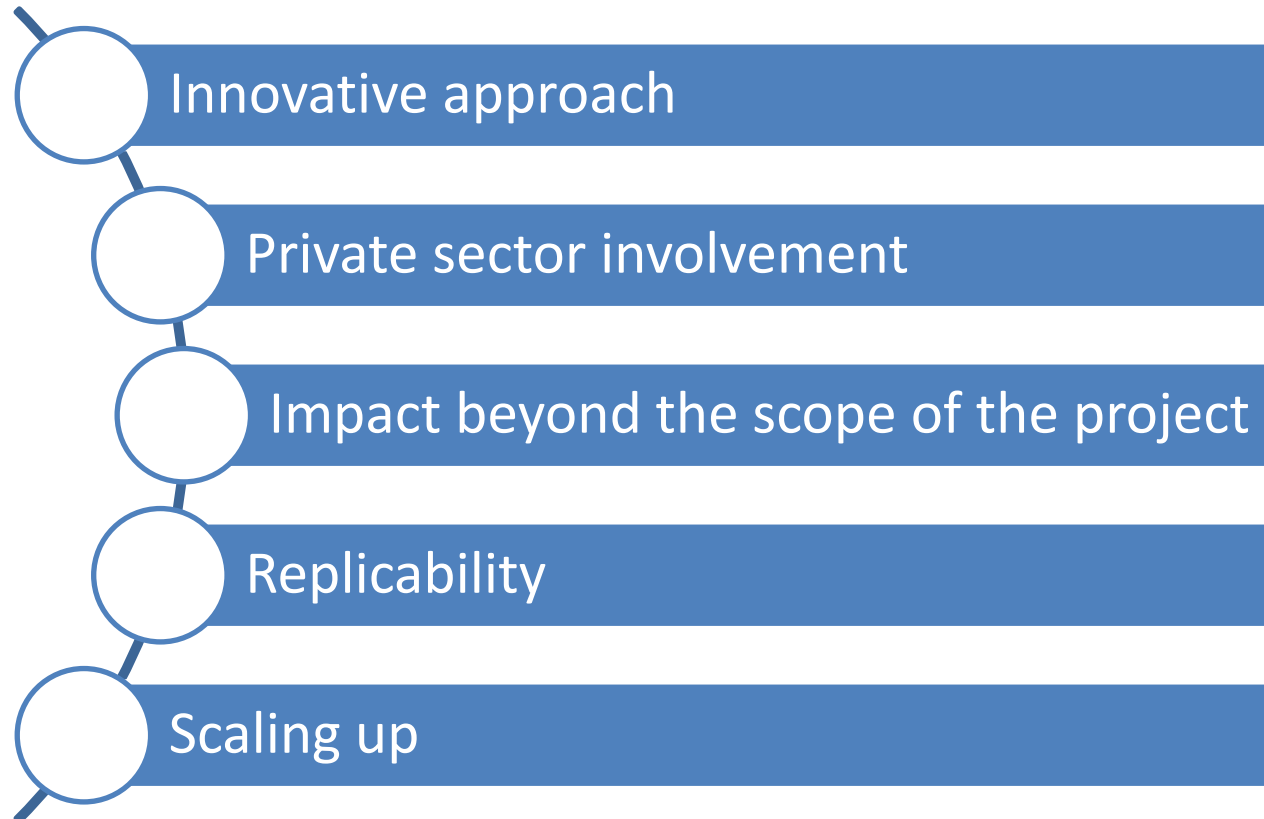 Innovative approach
Private sector involvement
Impact beyond the scope of the project
Replicability
Scaling up